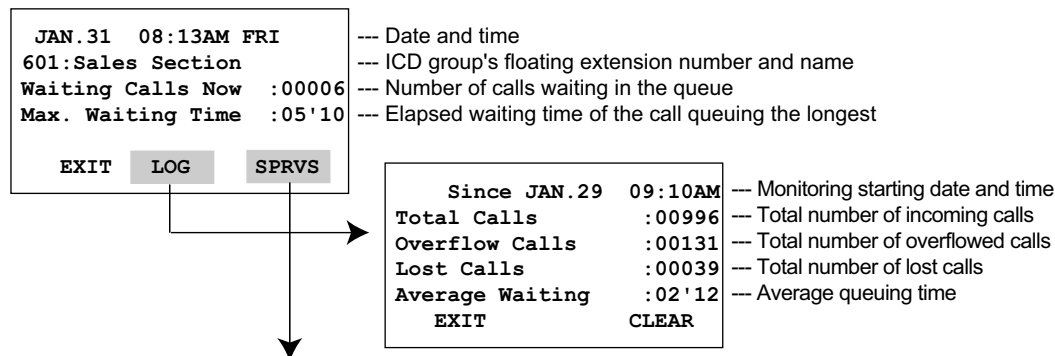 JAN.31 08:13AM FRI --- Date and time
601:Sales Section --- ICD group's floating extension number and name
Waiting Calls Now :00006 --- Number of calls waiting in the queue
Max. Waiting Time :05'10 --- Elapsed waiting time of the call queuing the longest
EXIT LOG SPRVS
Since JAN.29 09:10AM --- Monitoring starting date and time
Total Calls :00996 --- Total number of incoming calls
Overflow Calls :00131 --- Total number of overflowed calls
Lost Calls :00039 --- Total number of lost calls
Average Waiting :02'12 --- Average queuing time
EXIT CLEAR